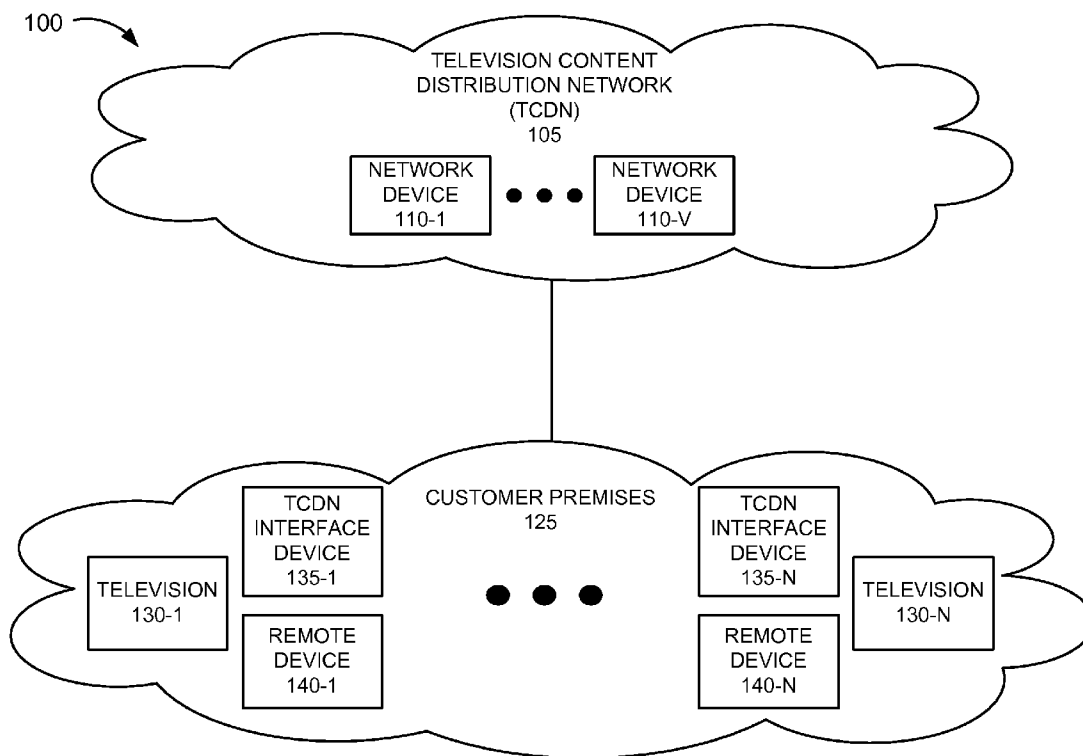 100
TELEVISION CONTENT
DISTRIBUTION NETWORK
(TCDN)
105
NETWORK
DEVICE
110-1
NETWORK
DEVICE
110-V
CUSTOMER PREMISES
125
TELEVISION
130-1
TCDN
INTERFACE
DEVICE
135-1
REMOTE
DEVICE
140-1
TCDN
INTERFACE
DEVICE
135-N
REMOTE
DEVICE
140-N
TELEVISION
130-N